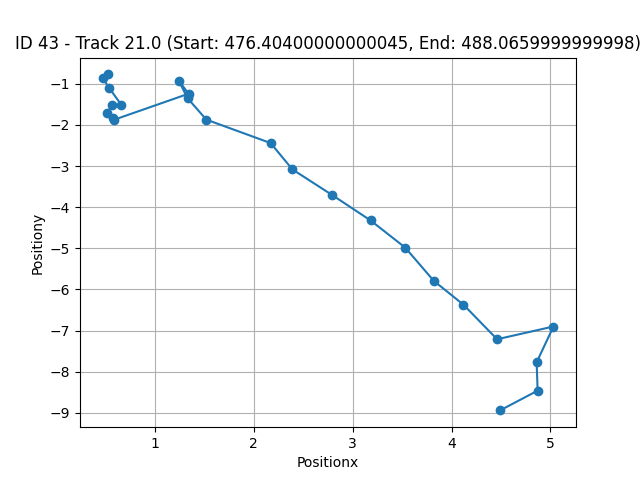 ID 43 - Track 21.0 (Start: 476.40400000000045, End: 488.0659999999998)
−1
−2
−3
−4
−5
−6
−7
−8
−9
Positiony
1 2 3 4 5
Positionx